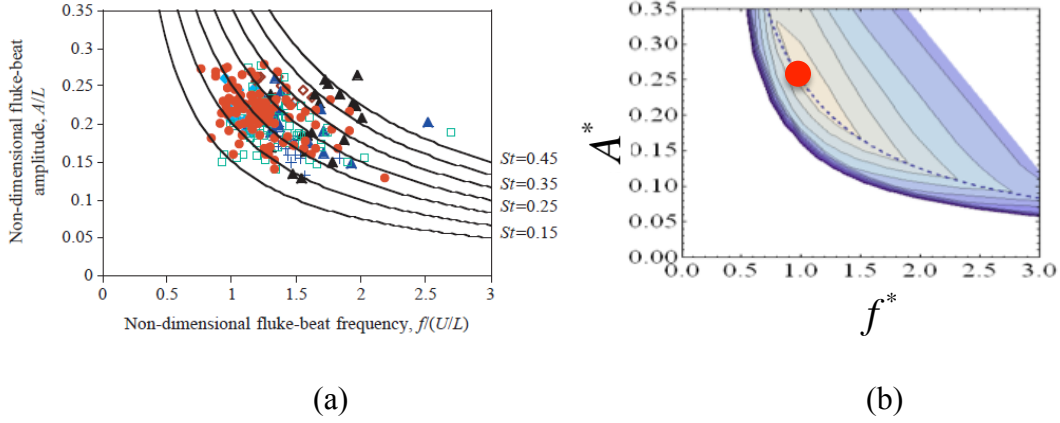 Non-dimensional fluke-beat
amplitude, A/L
0.35
0.3
0.25
0.2
0.15
0.1
0.05
0
0 0.5 1 1.5 2 2.5 3
Non-dimensional fluke-beat frequency, f/(U/L)
St=0.45
St=0.35
St=0.25
St=0.15
(a)
A*
0.35
0.30
0.25
0.20
0.15
0.10
0.05
0.00
0.0 0.5 1.0 1.5 2.0 2.5 3.0
f*
(b)